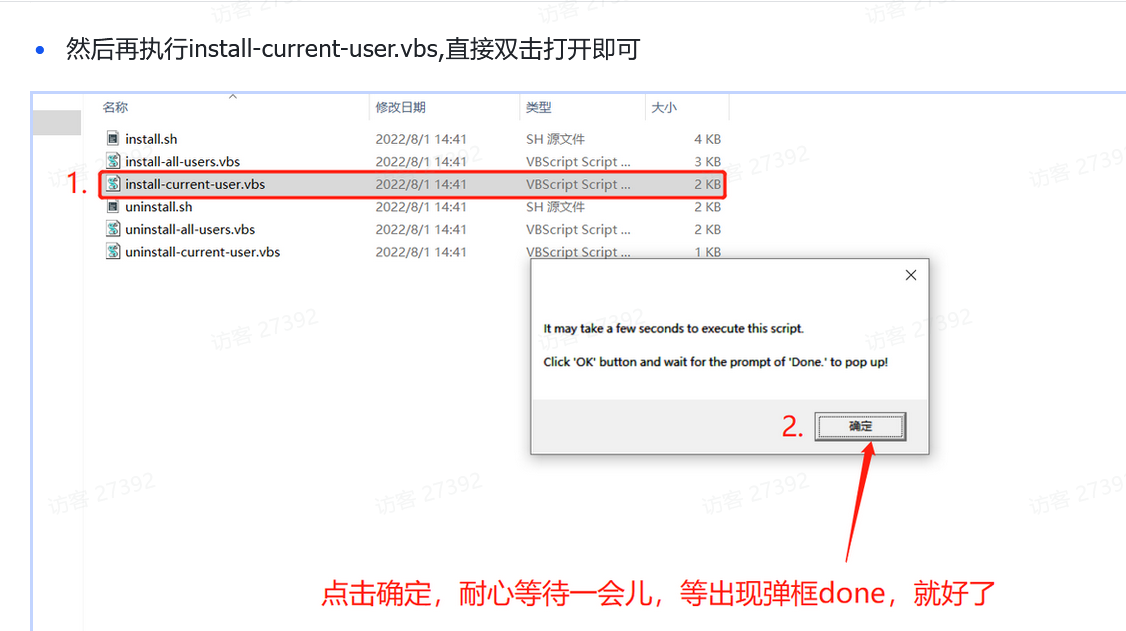 然后再执行install-current-user.vbs,直接双击打开即可
名称 修改日期 类型 大小
install.sh 2022/8/1 14:41 SH 源文件 4 KB
install-all-users.vbs 2022/8/1 14:41 VBScript Script ... 3 KB
1. install-current-user.vbs 2022/8/1 14:41 VBScript Script ... 2 KB
uninstall.sh 2022/8/1 14:41 SH 源文件 2 KB
uninstall-all-users.vbs 2022/8/1 14:41 VBScript Script ... 2 KB
uninstall-current-user.vbs 2022/8/1 14:41 VBScript Script ... 1 KB
It may take a few seconds to execute this script.
Click 'OK' button and wait for the prompt of 'Done.' to pop up!
2. 确定
点击确定，耐心等待一会儿，等出现弹框done，就好了
访客 27392